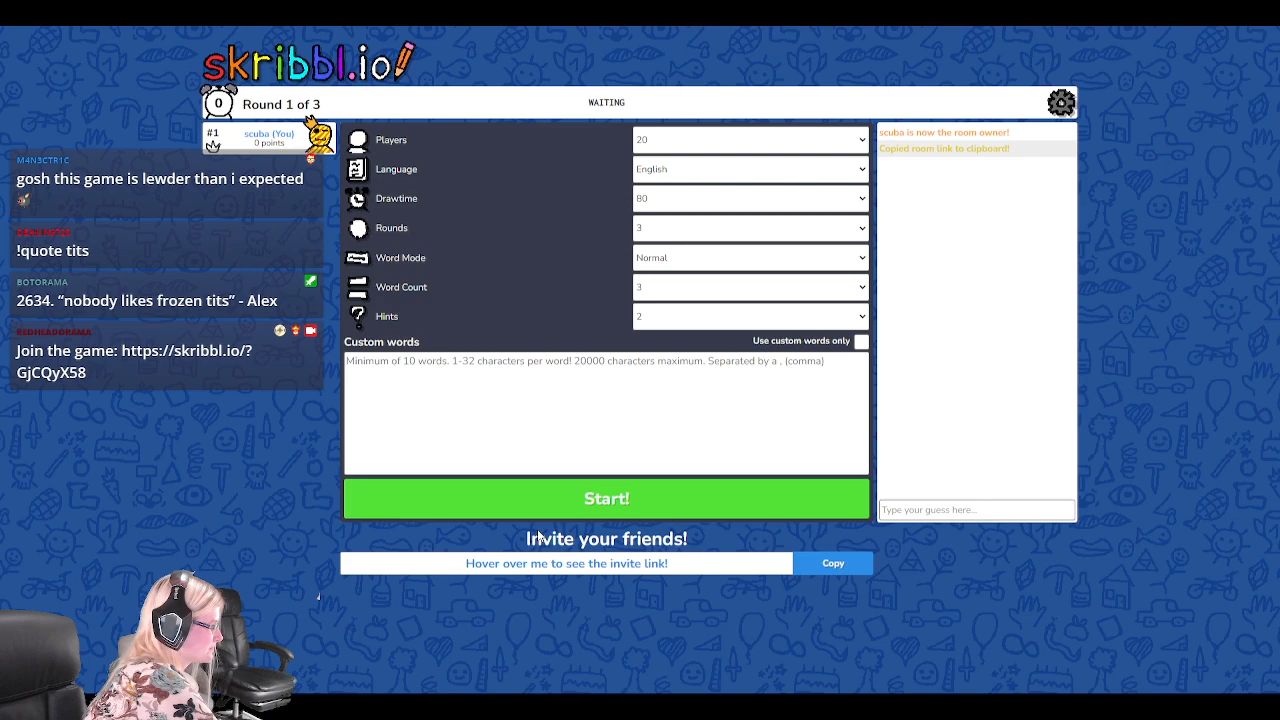 skribbl.io
0
Round 1 of 3
WAITING
#1
scuba (You)
0 points
M4N3CTR1C
gosh this game is lewder than i expected
!quote tits
BOTORAMA
2634. “nobody likes frozen tits” - Alex
REDHEADORAMA
Join the game: https://skribbl.io/?
GjCQyX58
Players
20
Language
English
Drawtime
80
Rounds
3
Word Mode
Normal
Word Count
3
Hints
2
Custom words
Use custom words only
Minimum of 10 words. 1-32 characters per word! 20000 characters maximum. Separated by a , (comma)
Start!
Invite your friends!
Hover over me to see the invite link!
Copy
scuba is now the room owner!
Copied room link to clipboard!
Type your guess here...